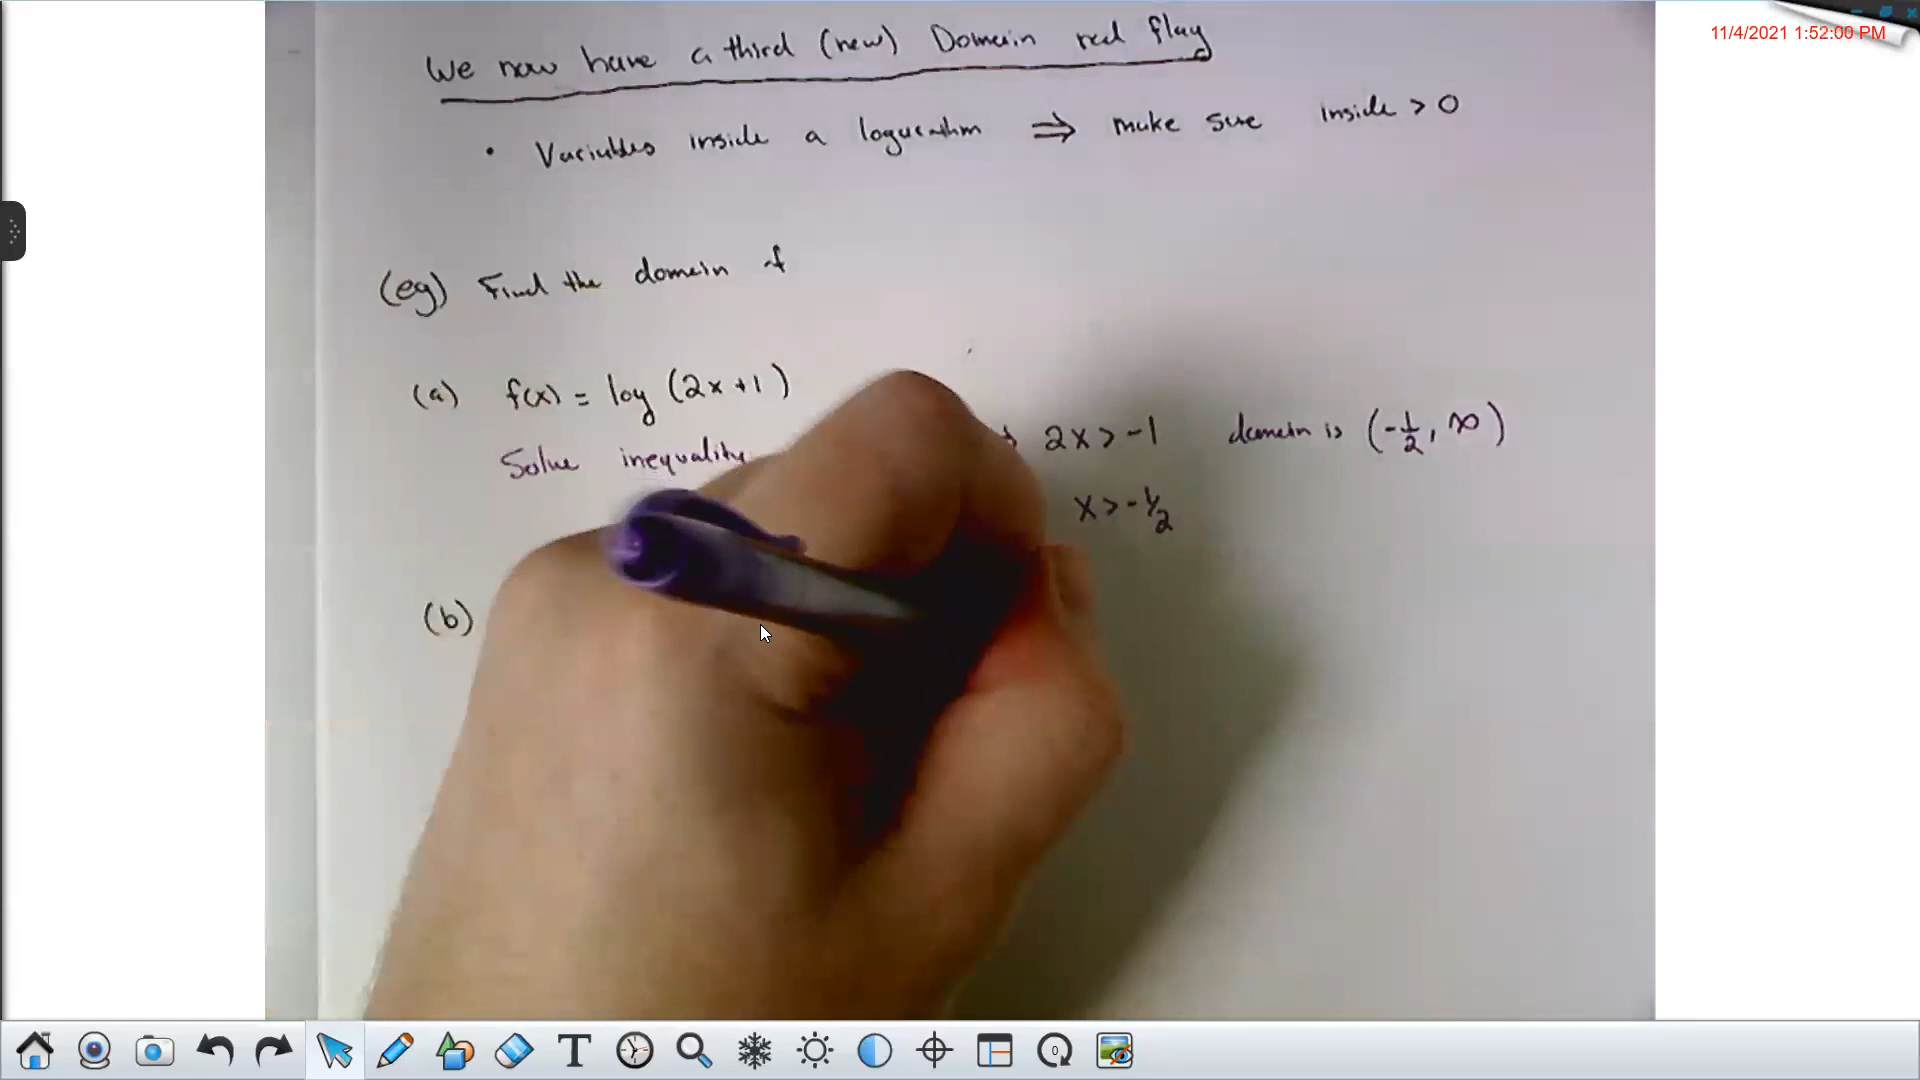 11/4/2021 1:52:00 PM
We now have a third (new) Domain red flag
• Variables inside a logarithm ⇒ make sure inside > 0
(eg) Find the domain of
(a) f(x) = log (2x+1)
Solve inequality 2x > -1 domain is (-1/2, ∞)
x > -1/2
(b)
T
0